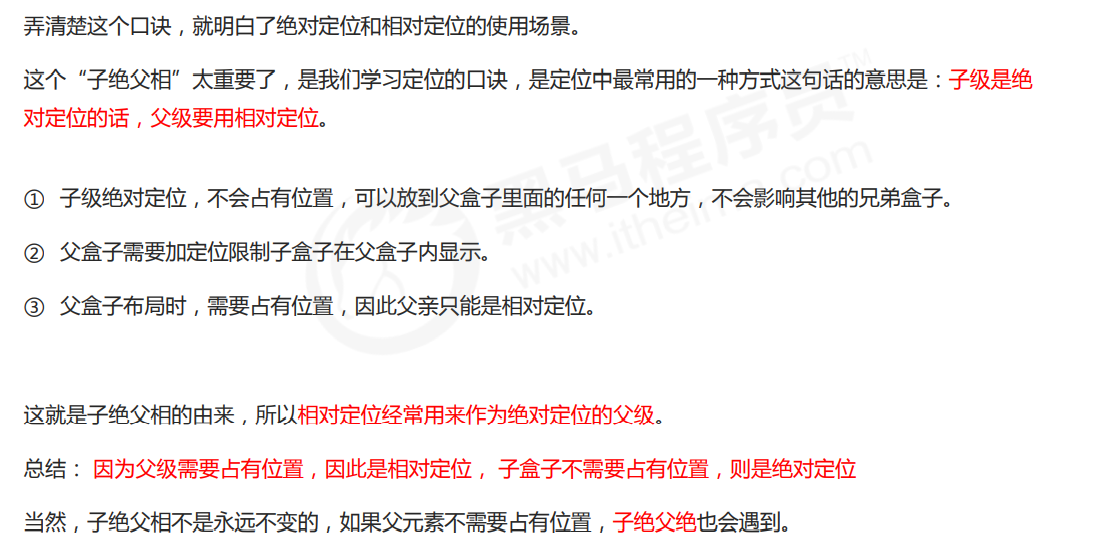 弄清楚这个口诀，就明白了绝对定位和相对定位的使用场景。
这个“子绝父相”太重要了，是我们学习定位的口诀，是定位中最常用的一种方式这句话的意思是：子级是绝
对定位的话，父级要用相对定位。
① 子级绝对定位，不会占有位置，可以放到父盒子里面的任何一个地方，不会影响其他的兄弟盒子。
② 父盒子需要加定位限制子盒子在父盒子内显示。
③ 父盒子布局时，需要占有位置，因此父亲只能是相对定位。
这就是子绝父相的由来，所以相对定位经常用来作为绝对定位的父级。
总结： 因为父级需要占有位置，因此是相对定位， 子盒子不需要占有位置，则是绝对定位
当然，子绝父相不是永远不变的，如果父元素不需要占有位置，子绝父绝也会遇到。
黑马程序员™
www.itheima.com